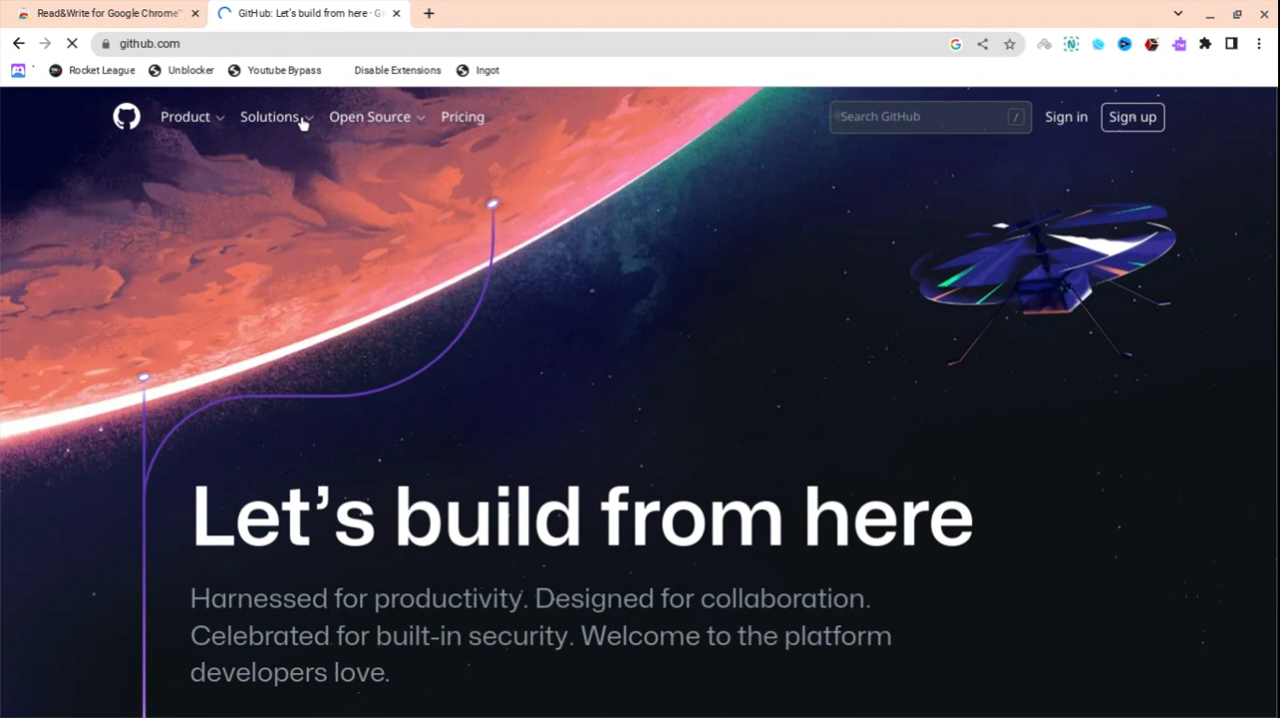 Read&Write for Google Chrome™
GitHub: Let's build from here · G
github.com
Rocket League
Unblocker
Youtube Bypass
Disable Extensions
Ingot
Product
Solutions
Open Source
Pricing
Search GitHub
/
Sign in
Sign up
Let's build from here
Harnessed for productivity. Designed for collaboration.
Celebrated for built-in security. Welcome to the platform
developers love.